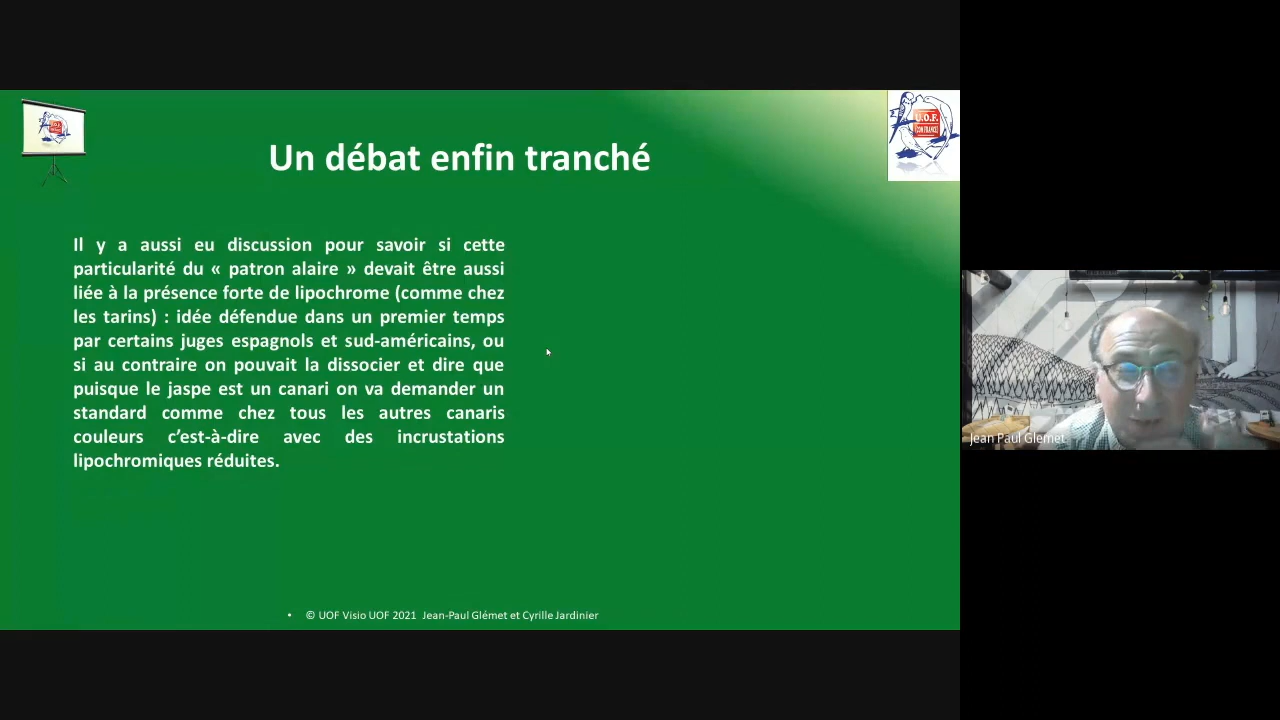 U.O.F.
COM FRANCE
Un débat enfin tranché
Il y a aussi eu discussion pour savoir si cette
particularité du « patron alaire » devait être aussi
liée à la présence forte de lipochrome (comme chez
les tarins) : idée défendue dans un premier temps
par certains juges espagnols et sud-américains, ou
si au contraire on pouvait la dissocier et dire que
puisque le jaspe est un canari on va demander un
standard comme chez tous les autres canaris
couleurs c’est-à-dire avec des incrustations
lipochromiques réduites.
• © UOF Visio UOF 2021 Jean-Paul Glémet et Cyrille Jardinier
Jean Paul Glemet